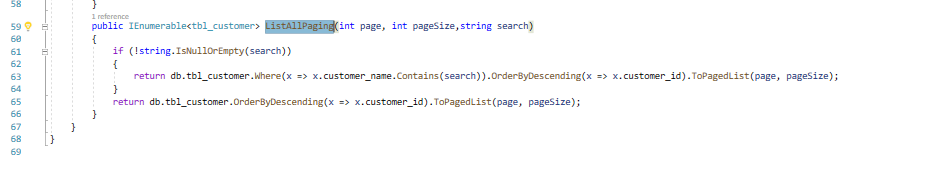 58 }
1 reference
59 public IEnumerable<tbl_customer> ListAllPaging(int page, int pageSize,string search)
60 {
61 if (!string.IsNullOrEmpty(search))
62 {
63 return db.tbl_customer.Where(x => x.customer_name.Contains(search)).OrderByDescending(x => x.customer_id).ToPagedList(page, pageSize);
64 }
65 return db.tbl_customer.OrderByDescending(x => x.customer_id).ToPagedList(page, pageSize);
66 }
67 }
68 }
69